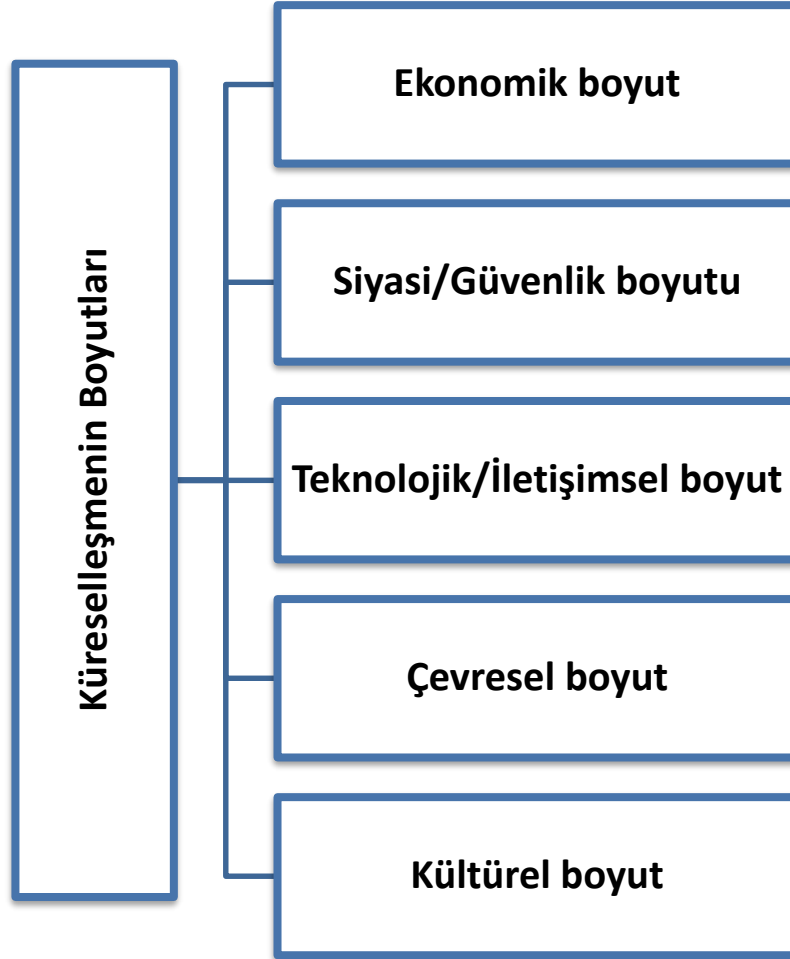 Küreselleşmenin Boyutları
Ekonomik boyut
Siyasi/Güvenlik boyutu
Teknolojik/İletişimsel boyut
Çevresel boyut
Kültürel boyut